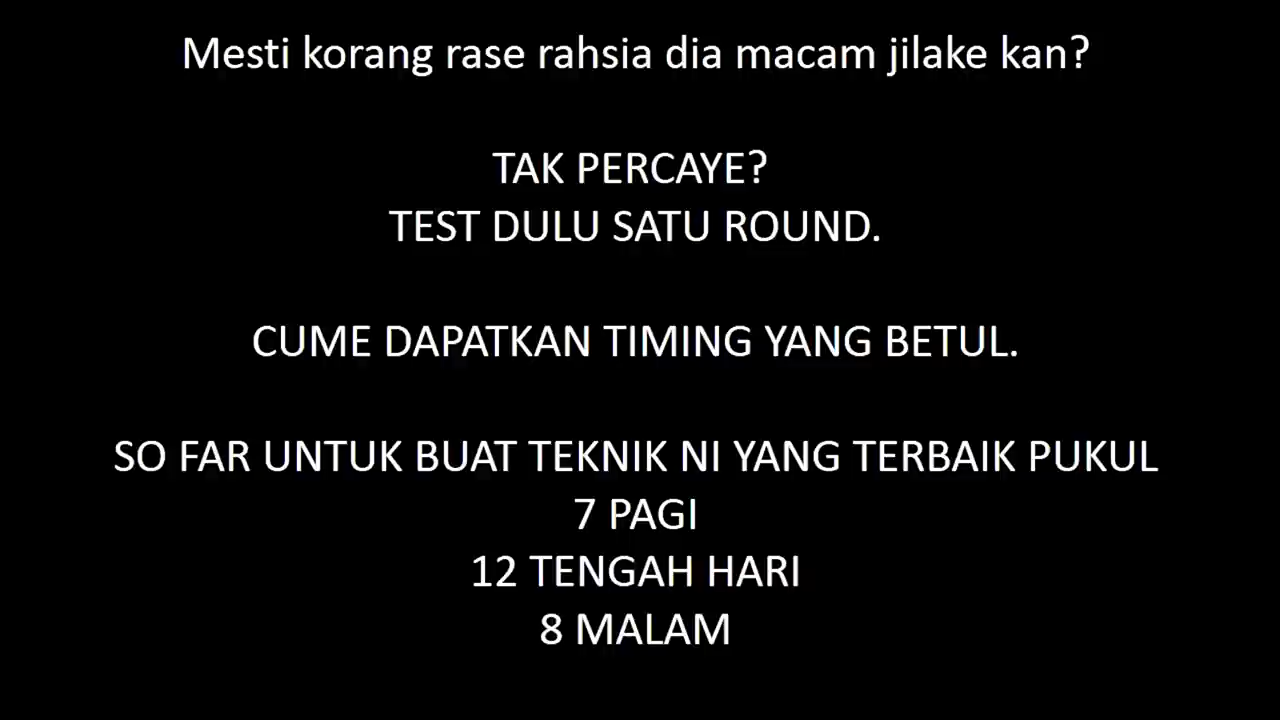 Mesti korang rase rahsia dia macam jilake kan?
TAK PERCAYE?
TEST DULU SATU ROUND.
CUME DAPATKAN TIMING YANG BETUL.
SO FAR UNTUK BUAT TEKNIK NI YANG TERBAIK PUKUL
7 PAGI
12 TENGAH HARI
8 MALAM